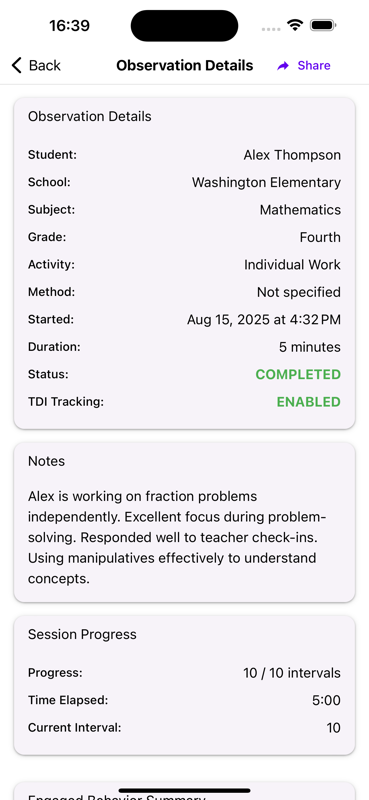 16:39
Back Observation Details Share
Observation Details
Student: Alex Thompson
School: Washington Elementary
Subject: Mathematics
Grade: Fourth
Activity: Individual Work
Method: Not specified
Started: Aug 15, 2025 at 4:32 PM
Duration: 5 minutes
Status: COMPLETED
TDI Tracking: ENABLED
Notes
Alex is working on fraction problems
independently. Excellent focus during problem-
solving. Responded well to teacher check-ins.
Using manipulatives effectively to understand
concepts.
Session Progress
Progress: 10 / 10 intervals
Time Elapsed: 5:00
Current Interval: 10
Engaged Behavior Summary